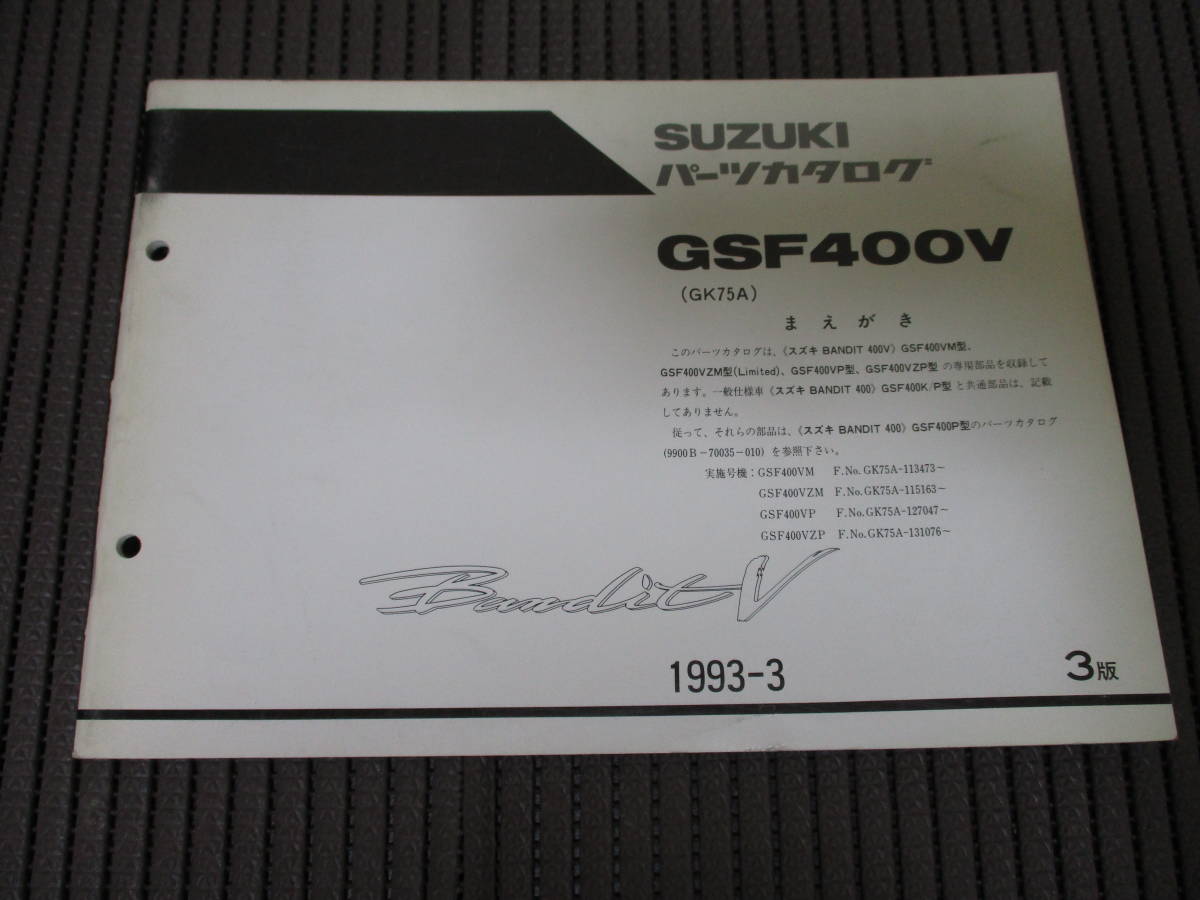 SUZUKI
パーツカタログ
GSF400V
(GK75A)
まえがき
このパーツカタログは、《スズキ BANDIT 400V》GSF400VM型、
GSF400VZM型(Limited)、GSF400VP型、GSF400VZP型 の専場部品を収録して
あります。一般仕様車《スズキ BANDIT 400》GSF400K/P型 と共通部品は、記載
してありません。
従って、それらの部品は、《スズキ BANDIT 400》GSF400P型のパーツカタログ
(9900B-70035-010) を参照下さい。
実施号機：GSF400VM F.No.GK75A-113473~
GSF400VZM F.No.GK75A-115163~
GSF400VP F.No.GK75A-127047~
GSF400VZP F.No.GK75A-131076~
Bandit V
1993-3
3版